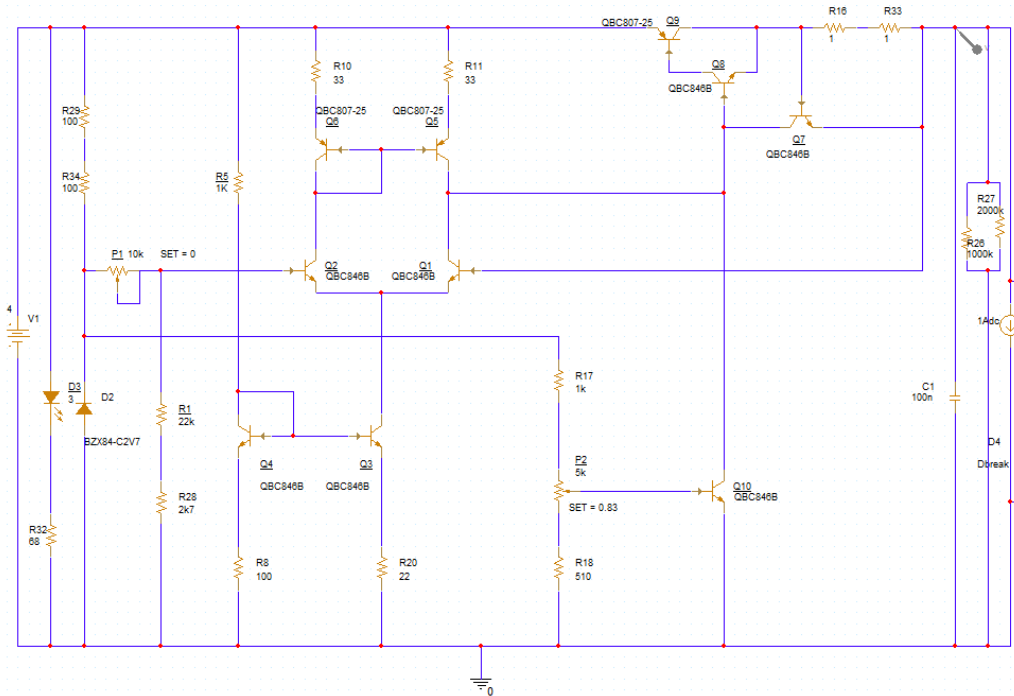 QBC807-25
Q9
R16
1
R33
1
Q8
QBC846B
R10
33
R11
33
QBC807-25
Q6
QBC807-25
Q5
R29
100
Q7
QBC846B
R34
100
R5
1K
R27
2000k
R26
1000k
P1 10k
SET = 0
Q2
QBC846B
Q1
QBC846B
4
V1
1Adc
D3
3
D2
R17
1k
C1
100n
R1
22k
BZX84-C2V7
D4
Dbreak
Q4
QBC846B
Q3
QBC846B
P2
5k
SET = 0.83
Q10
QBC846B
R28
2k7
R32
68
R8
100
R20
22
R18
510
0